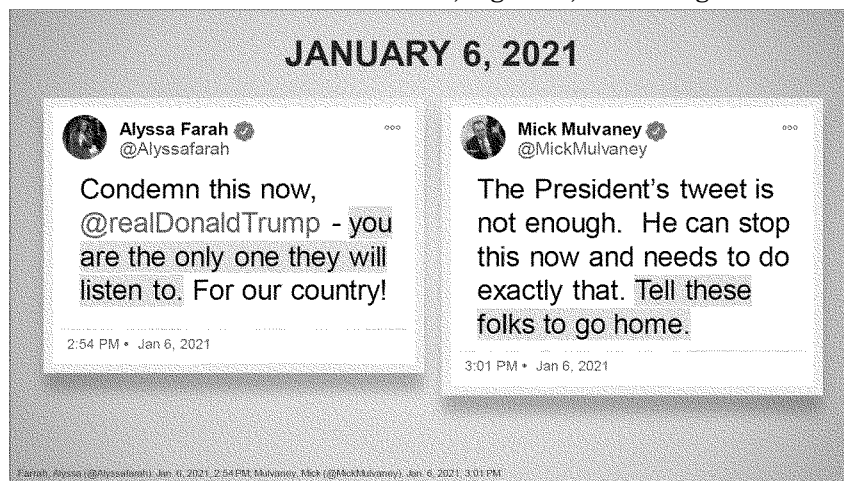 JANUARY 6, 2021
Alyssa Farah
@Alyssafarah
Condemn this now,
@realDonaldTrump - you
are the only one they will
listen to. For our country!
2:54 PM • Jan 6, 2021
Mick Mulvaney
@MickMulvaney
The President's tweet is
not enough. He can stop
this now and needs to do
exactly that. Tell these
folks to go home.
3:01 PM • Jan 6, 2021
Farrah, Alyssa (@Alyssafarah). Jan. 6, 2021, 2:54 PM; Mulvaney, Mick (@MickMulvaney), Jan. 6, 2021, 3:01 PM